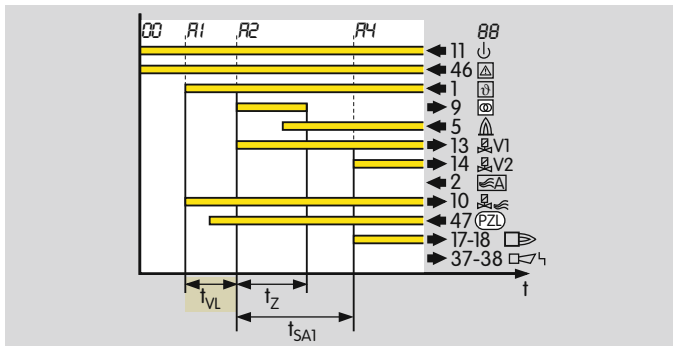 00 A1 A2 A4 88
11
46
1 ϑ
9
5
13 V1
14 V2
2 A
10
47 PZL
17-18
37-38
t
tVL tZ
tSA1